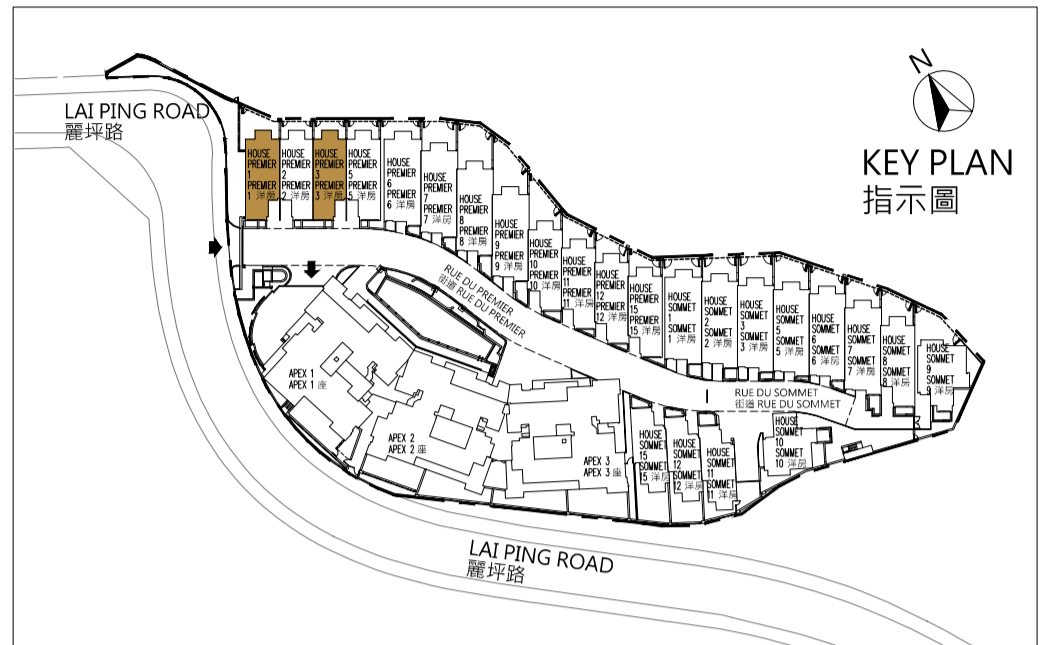 N
KEY PLAN
指示圖
LAI PING ROAD
麗坪路
HOUSE
PREMIER
1
PREMIER
1 洋房
HOUSE
PREMIER
2
PREMIER
2 洋房
HOUSE
PREMIER
3
PREMIER
3 洋房
HOUSE
PREMIER
5
PREMIER
5 洋房
HOUSE
PREMIER
6
PREMIER
6 洋房
HOUSE
PREMIER
7
PREMIER
7 洋房
HOUSE
PREMIER
8
PREMIER
8 洋房
HOUSE
PREMIER
9
PREMIER
9 洋房
HOUSE
PREMIER
10
PREMIER
10 洋房
HOUSE
PREMIER
11
PREMIER
11 洋房
HOUSE
PREMIER
12
PREMIER
12 洋房
HOUSE
PREMIER
15
PREMIER
15 洋房
HOUSE
SOMMET
1
SOMMET
1 洋房
HOUSE
SOMMET
2
SOMMET
2 洋房
HOUSE
SOMMET
3
SOMMET
3 洋房
HOUSE
SOMMET
5
SOMMET
5 洋房
HOUSE
SOMMET
6
SOMMET
6 洋房
HOUSE
SOMMET
7
SOMMET
7 洋房
HOUSE
SOMMET
8
SOMMET
8 洋房
HOUSE
SOMMET
9
SOMMET
9 洋房
RUE DU PREMIER
街道 RUE DU PREMIER
RUE DU SOMMET
街道 RUE DU SOMMET
APEX 1
APEX 1 座
APEX 2
APEX 2 座
APEX 3
APEX 3 座
HOUSE
SOMMET
15
SOMMET
15 洋房
HOUSE
SOMMET
12
SOMMET
12 洋房
HOUSE
SOMMET
11
SOMMET
11 洋房
HOUSE
SOMMET
10
SOMMET
10 洋房
LAI PING ROAD
麗坪路